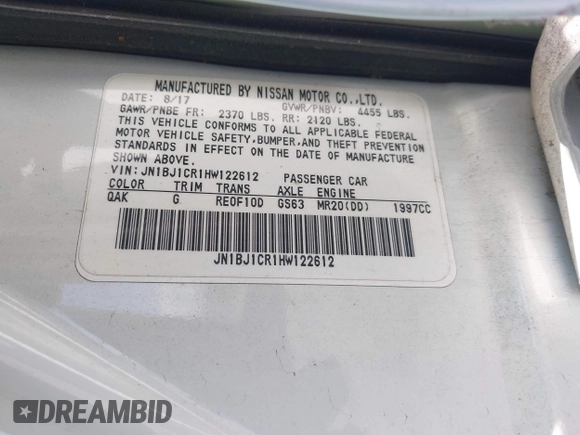 MANUFACTURED BY NISSAN MOTOR CO.,LTD.
DATE: 8/17 GVWR/PNBV: 4455 LBS.
GAWR/PNBE FR: 2370 LBS. RR: 2120 LBS.
THIS VEHICLE CONFORMS TO ALL APPLICABLE FEDERAL
MOTOR VEHICLE SAFETY,BUMPER,AND THEFT PREVENTION
STANDARDS IN EFFECT ON THE DATE OF MANUFACTURE
SHOWN ABOVE.
VIN: JN1BJ1CR1HW122612 PASSENGER CAR
COLOR TRIM TRANS AXLE ENGINE
QAK G RE0F10D GS63 MR20(DD) 1997CC
JN1BJ1CR1HW122612
DREAMBID